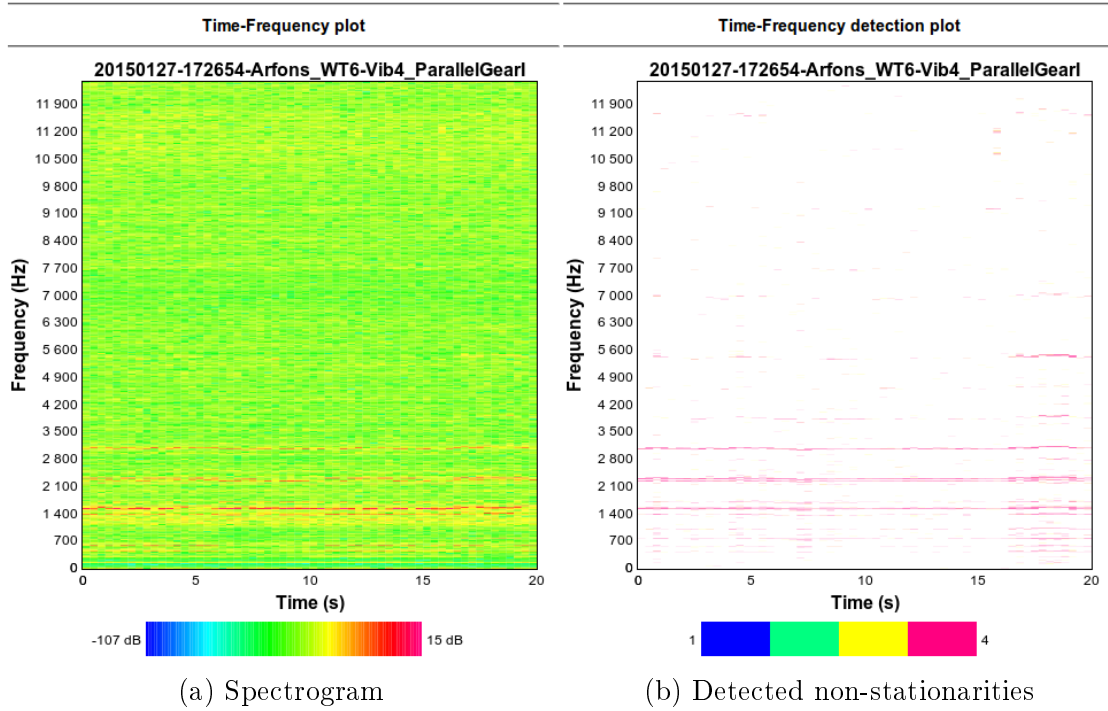 Time-Frequency plot
20150127-172654-Arfons_WT6-Vib4_ParallelGearI
Frequency (Hz)
11 900
11 200
10 500
9 800
9 100
8 400
7 700
7 000
6 300
5 600
4 900
4 200
3 500
2 800
2 100
1 400
700
0
0 5 10 15 20
Time (s)
-107 dB 15 dB
(a) Spectrogram
Time-Frequency detection plot
20150127-172654-Arfons_WT6-Vib4_ParallelGearI
Frequency (Hz)
11 900
11 200
10 500
9 800
9 100
8 400
7 700
7 000
6 300
5 600
4 900
4 200
3 500
2 800
2 100
1 400
700
0
0 5 10 15 20
Time (s)
1 4
(b) Detected non-stationarities